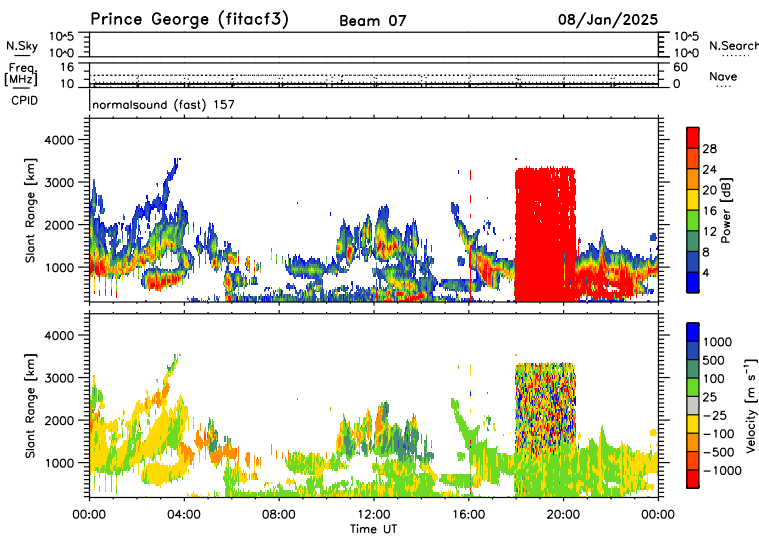 Prince George (fitacf3) Beam 07 08/Jan/2025
N.Sky 10^5 10^5 N.Search
10^0 10^0
Freq. 16 60 Nave
[MHz] 10 0
CPID normalsound (fast) 157
Slant Range [km]
4000
3000
2000
1000
Power [dB]
28
24
20
16
12
8
4
Slant Range [km]
4000
3000
2000
1000
Velocity [m s⁻¹]
1000
500
100
25
−25
−100
−500
−1000
00:00 04:00 08:00 12:00 16:00 20:00 00:00
Time UT